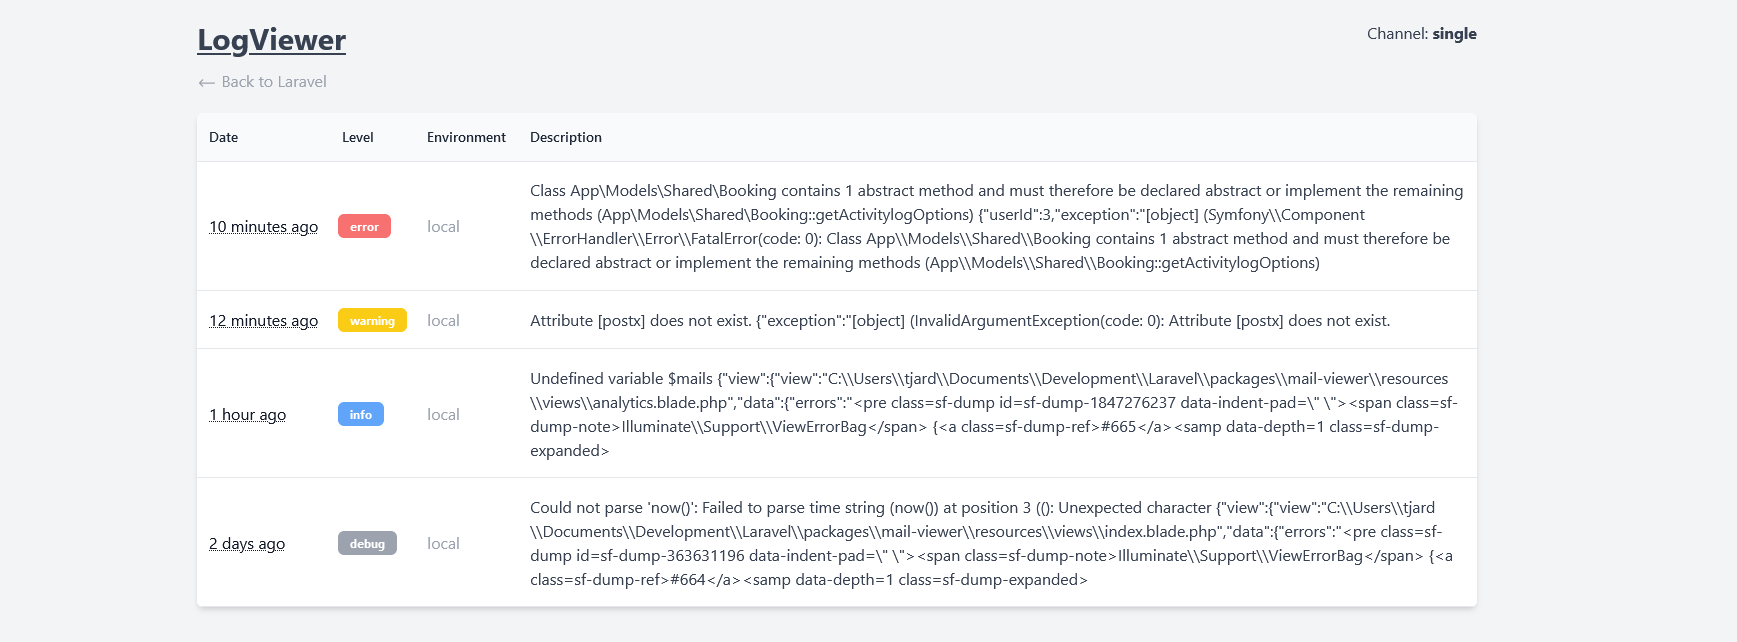 LogViewer
Channel: single
← Back to Laravel
Date Level Environment Description
10 minutes ago error local
Class App\Models\Shared\Booking contains 1 abstract method and must therefore be declared abstract or implement the remaining
methods (App\Models\Shared\Booking::getActivitylogOptions) {"userId":3,"exception":"[object] (Symfony\\Component
\\ErrorHandler\\Error\\FatalError(code: 0): Class App\\Models\\Shared\\Booking contains 1 abstract method and must therefore be
declared abstract or implement the remaining methods (App\\Models\\Shared\\Booking::getActivitylogOptions)
12 minutes ago warning local Attribute [postx] does not exist. {"exception":"[object] (InvalidArgumentException(code: 0): Attribute [postx] does not exist.
1 hour ago info local
Undefined variable $mails {"view":{"view":"C:\\Users\\tjard\\Documents\\Development\\Laravel\\packages\\mail-viewer\\resources
\\views\\analytics.blade.php","data":{"errors":"<pre class=sf-dump id=sf-dump-1847276237 data-indent-pad=\" \"><span class=sf-
dump-note>Illuminate\\Support\\ViewErrorBag</span> {<a class=sf-dump-ref>#665</a><samp data-depth=1 class=sf-dump-
expanded>
2 days ago debug local
Could not parse 'now()': Failed to parse time string (now()) at position 3 ((): Unexpected character {"view":{"view":"C:\\Users\\tjard
\\Documents\\Development\\Laravel\\packages\\mail-viewer\\resources\\views\\index.blade.php","data":{"errors":"<pre class=sf-
dump id=sf-dump-363631196 data-indent-pad=\" \"><span class=sf-dump-note>Illuminate\\Support\\ViewErrorBag</span> {<a
class=sf-dump-ref>#664</a><samp data-depth=1 class=sf-dump-expanded>